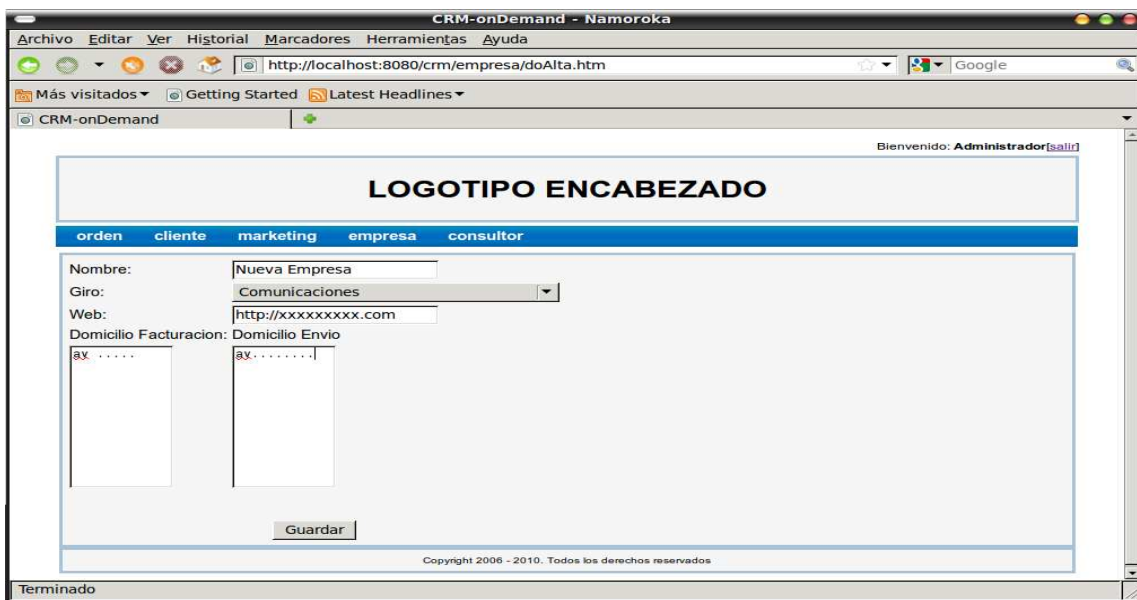 CRM-onDemand - Namoroka
Archivo Editar Ver Historial Marcadores Herramientas Ayuda
http://localhost:8080/crm/empresa/doAlta.htm Google
Más visitados Getting Started Latest Headlines
CRM-onDemand
Bienvenido: Administrador[salir]
LOGOTIPO ENCABEZADO
orden cliente marketing empresa consultor
Nombre: Nueva Empresa
Giro: Comunicaciones
Web: http://xxxxxxxxx.com
Domicilio Facturacion: Domicilio Envio
av ..... av........
Guardar
Copyright 2006 - 2010. Todos los derechos reservados
Terminado